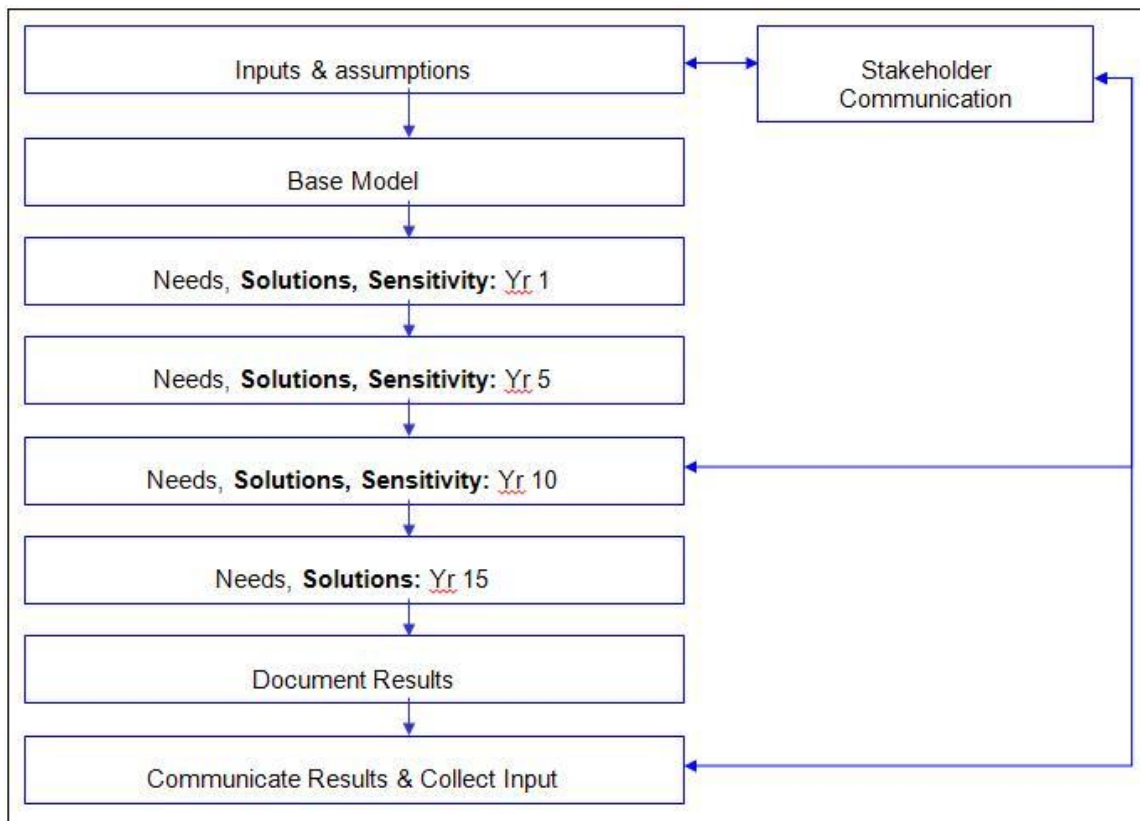 Inputs & assumptions
Stakeholder
Communication
Base Model
Needs, Solutions, Sensitivity: Yr 1
Needs, Solutions, Sensitivity: Yr 5
Needs, Solutions, Sensitivity: Yr 10
Needs, Solutions: Yr 15
Document Results
Communicate Results & Collect Input